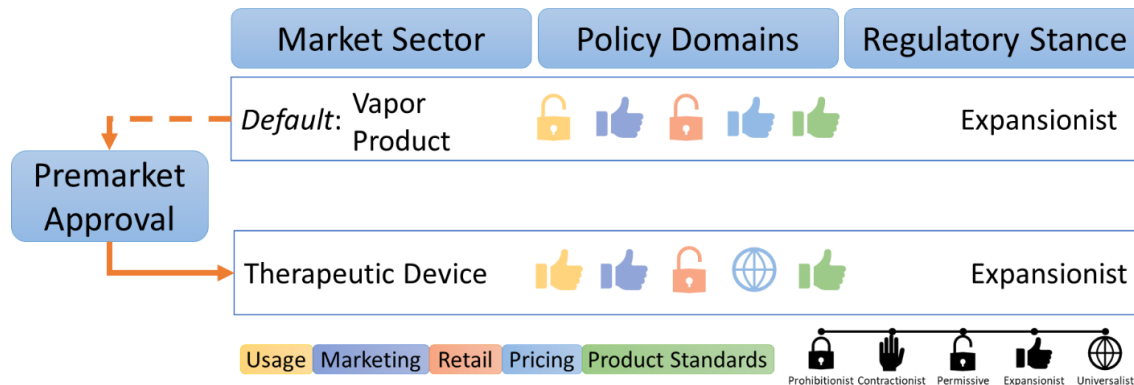 Market Sector Policy Domains Regulatory Stance
Default: Vapor
Product
Expansionist
Premarket
Approval
Therapeutic Device Expansionist
Usage Marketing Retail Pricing Product Standards
Prohibitionist Contractionist Permissive Expansionist Universalist